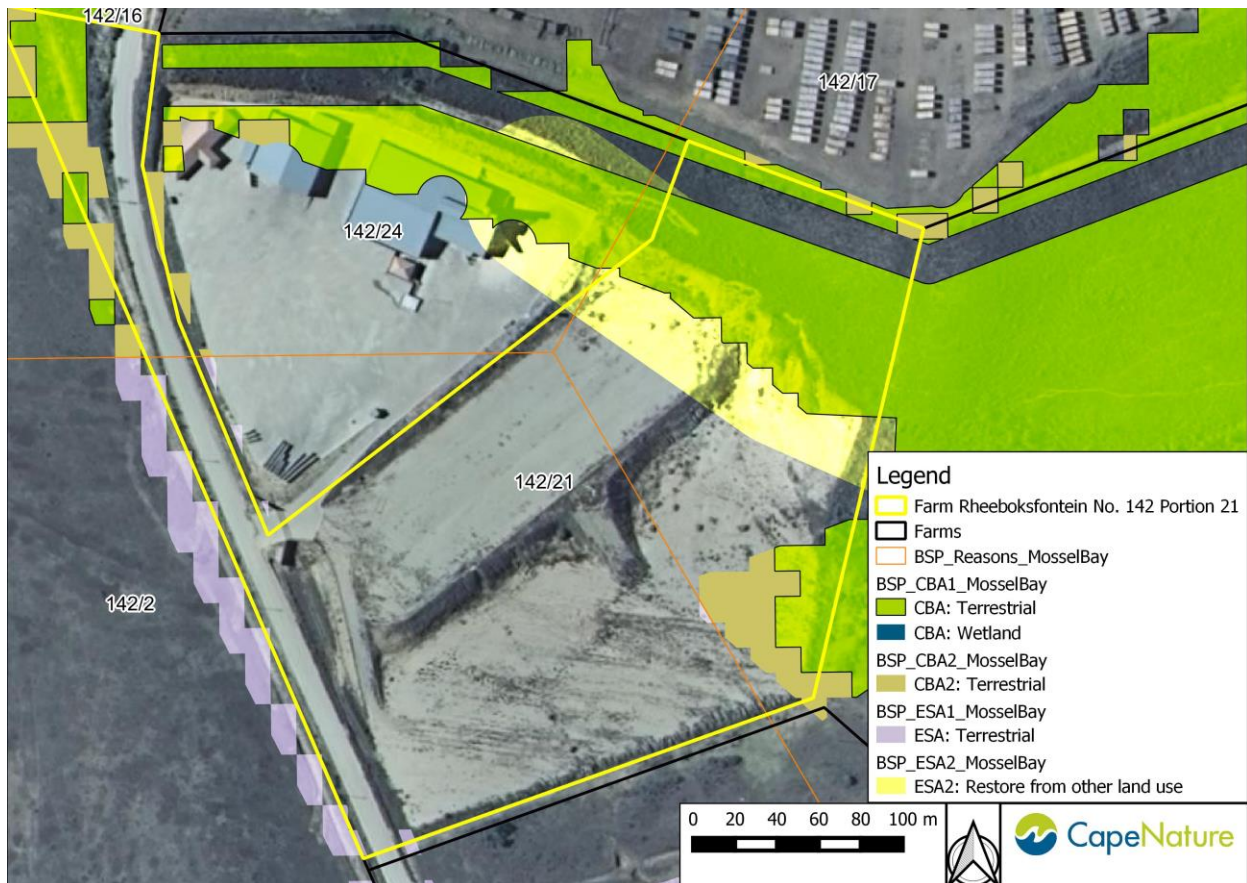 142/16
142/17
142/24
142/21
142/2
Legend
Farm Rheeboksfontein No. 142 Portion 21
Farms
BSP_Reasons_MosselBay
BSP_CBA1_MosselBay
CBA: Terrestrial
CBA: Wetland
BSP_CBA2_MosselBay
CBA2: Terrestrial
BSP_ESA1_MosselBay
ESA: Terrestrial
BSP_ESA2_MosselBay
ESA2: Restore from other land use
0 20 40 60 80 100 m
CapeNature